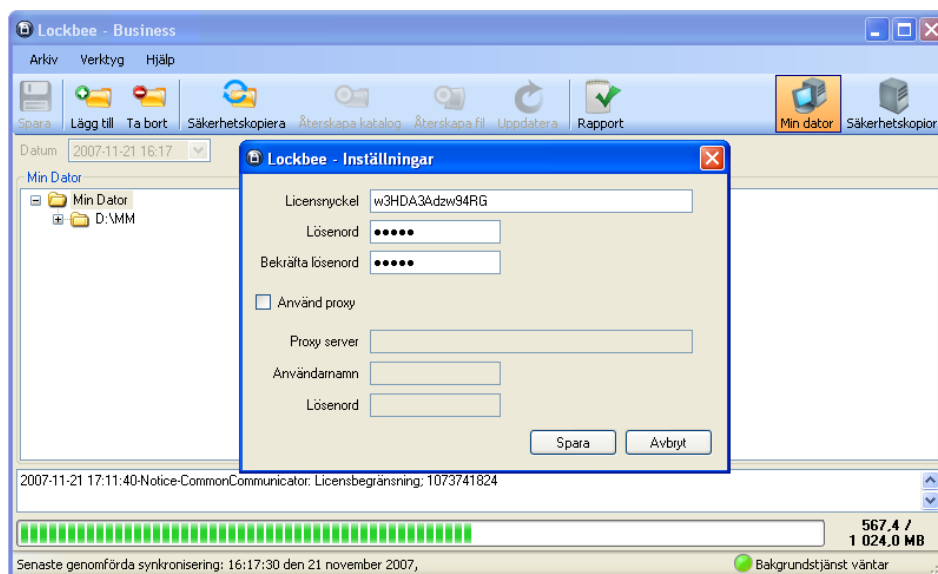 Lockbee - Business
Arkiv Verktyg Hjälp
Spara Lägg till Ta bort Säkerhetskopiera Återskapa katalog Återskapa fil Uppdatera Rapport Min dator Säkerhetskopior
Datum 2007-11-21 16:17
Min Dator
Min Dator
D:\MM
Lockbee - Inställningar
Licensnyckel w3HDA3Adzw94RG
Lösenord •••••
Bekräfta lösenord •••••
Använd proxy
Proxy server
Användarnamn
Lösenord
Spara Avbryt
2007-11-21 17:11:40-Notice-CommonCommunicator: Licensbegränsning; 1073741824
567,4 /
1 024,0 MB
Senaste genomförda synkronisering: 16:17:30 den 21 november 2007, Bakgrundstjänst väntar